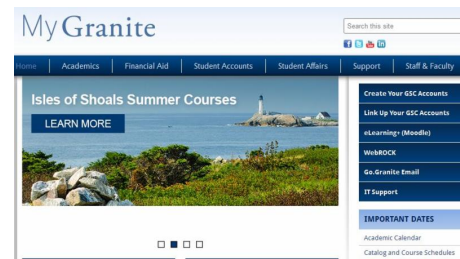 My Granite
Search this site
Home Academics Financial Aid Student Accounts Student Affairs Support Staff & Faculty
Isles of Shoals Summer Courses
LEARN MORE
Create Your GSC Accounts
Link Up Your GSC Accounts
eLearning+ (Moodle)
WebROCK
Go.Granite Email
IT Support
IMPORTANT DATES
Academic Calendar
Catalog and Course Schedules